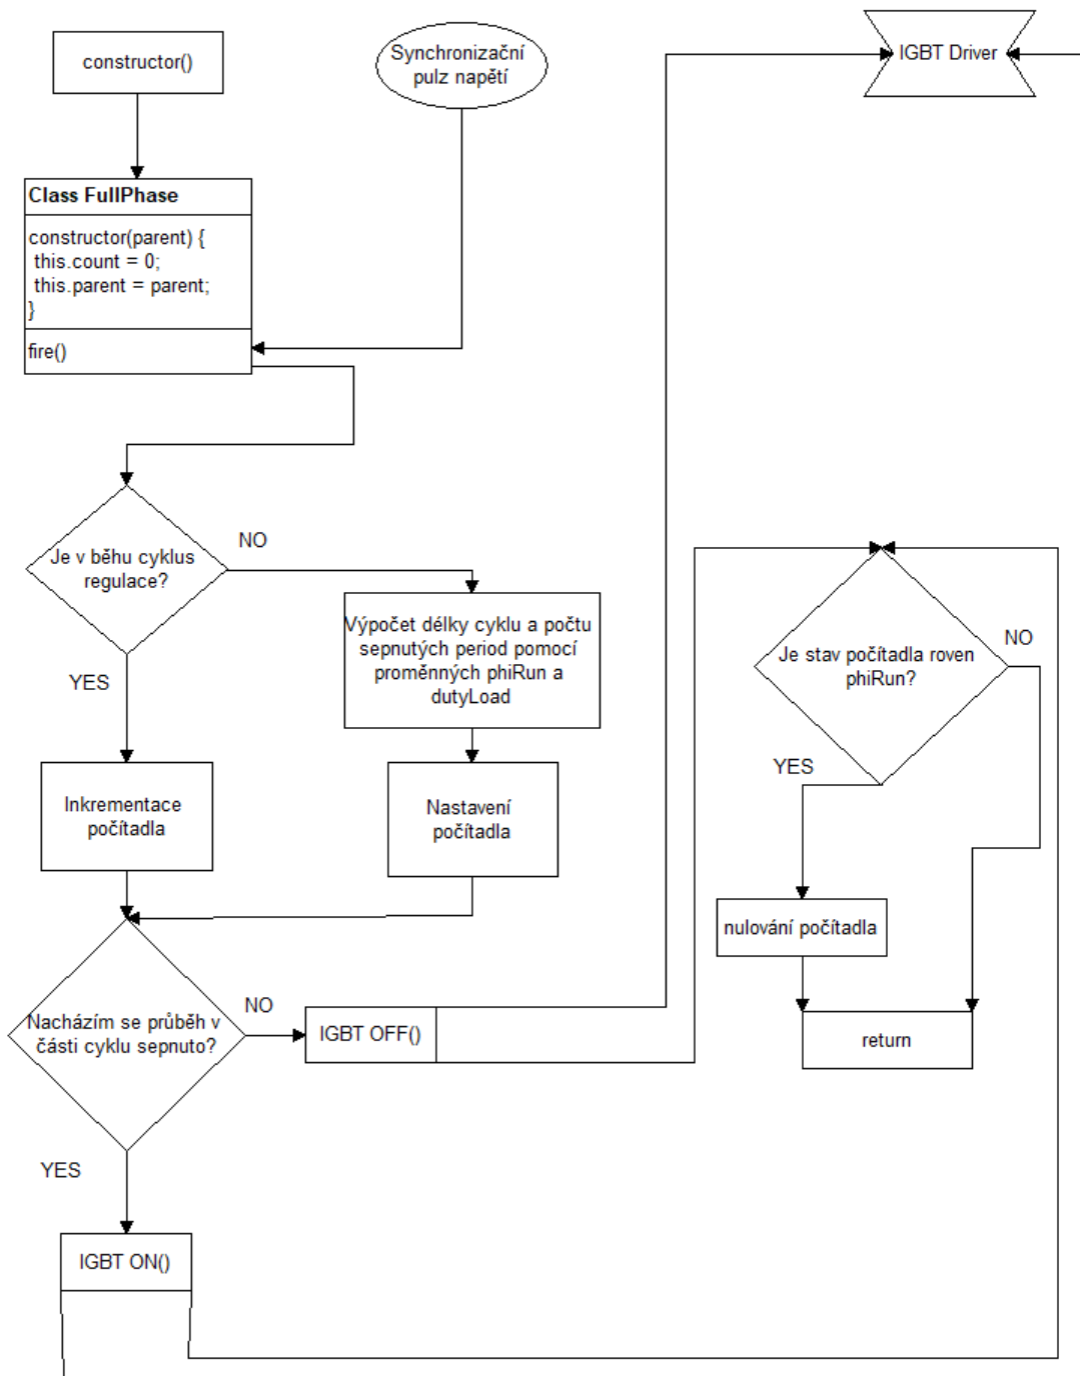 constructor()
Synchronizační
pulz napětí
IGBT Driver
Class FullPhase
constructor(parent) {
this.count = 0;
this.parent = parent;
}
fire()
Je v běhu cyklus
regulace?
NO
YES
Výpočet délky cyklu a počtu
sepnutých period pomocí
proměnných phiRun a
dutyLoad
Inkrementace
počítadla
Nastavení
počítadla
Nacházím se průběh v
části cyklu sepnuto?
NO
IGBT OFF()
YES
IGBT ON()
Je stav počítadla roven
phiRun?
NO
YES
nulování počítadla
return